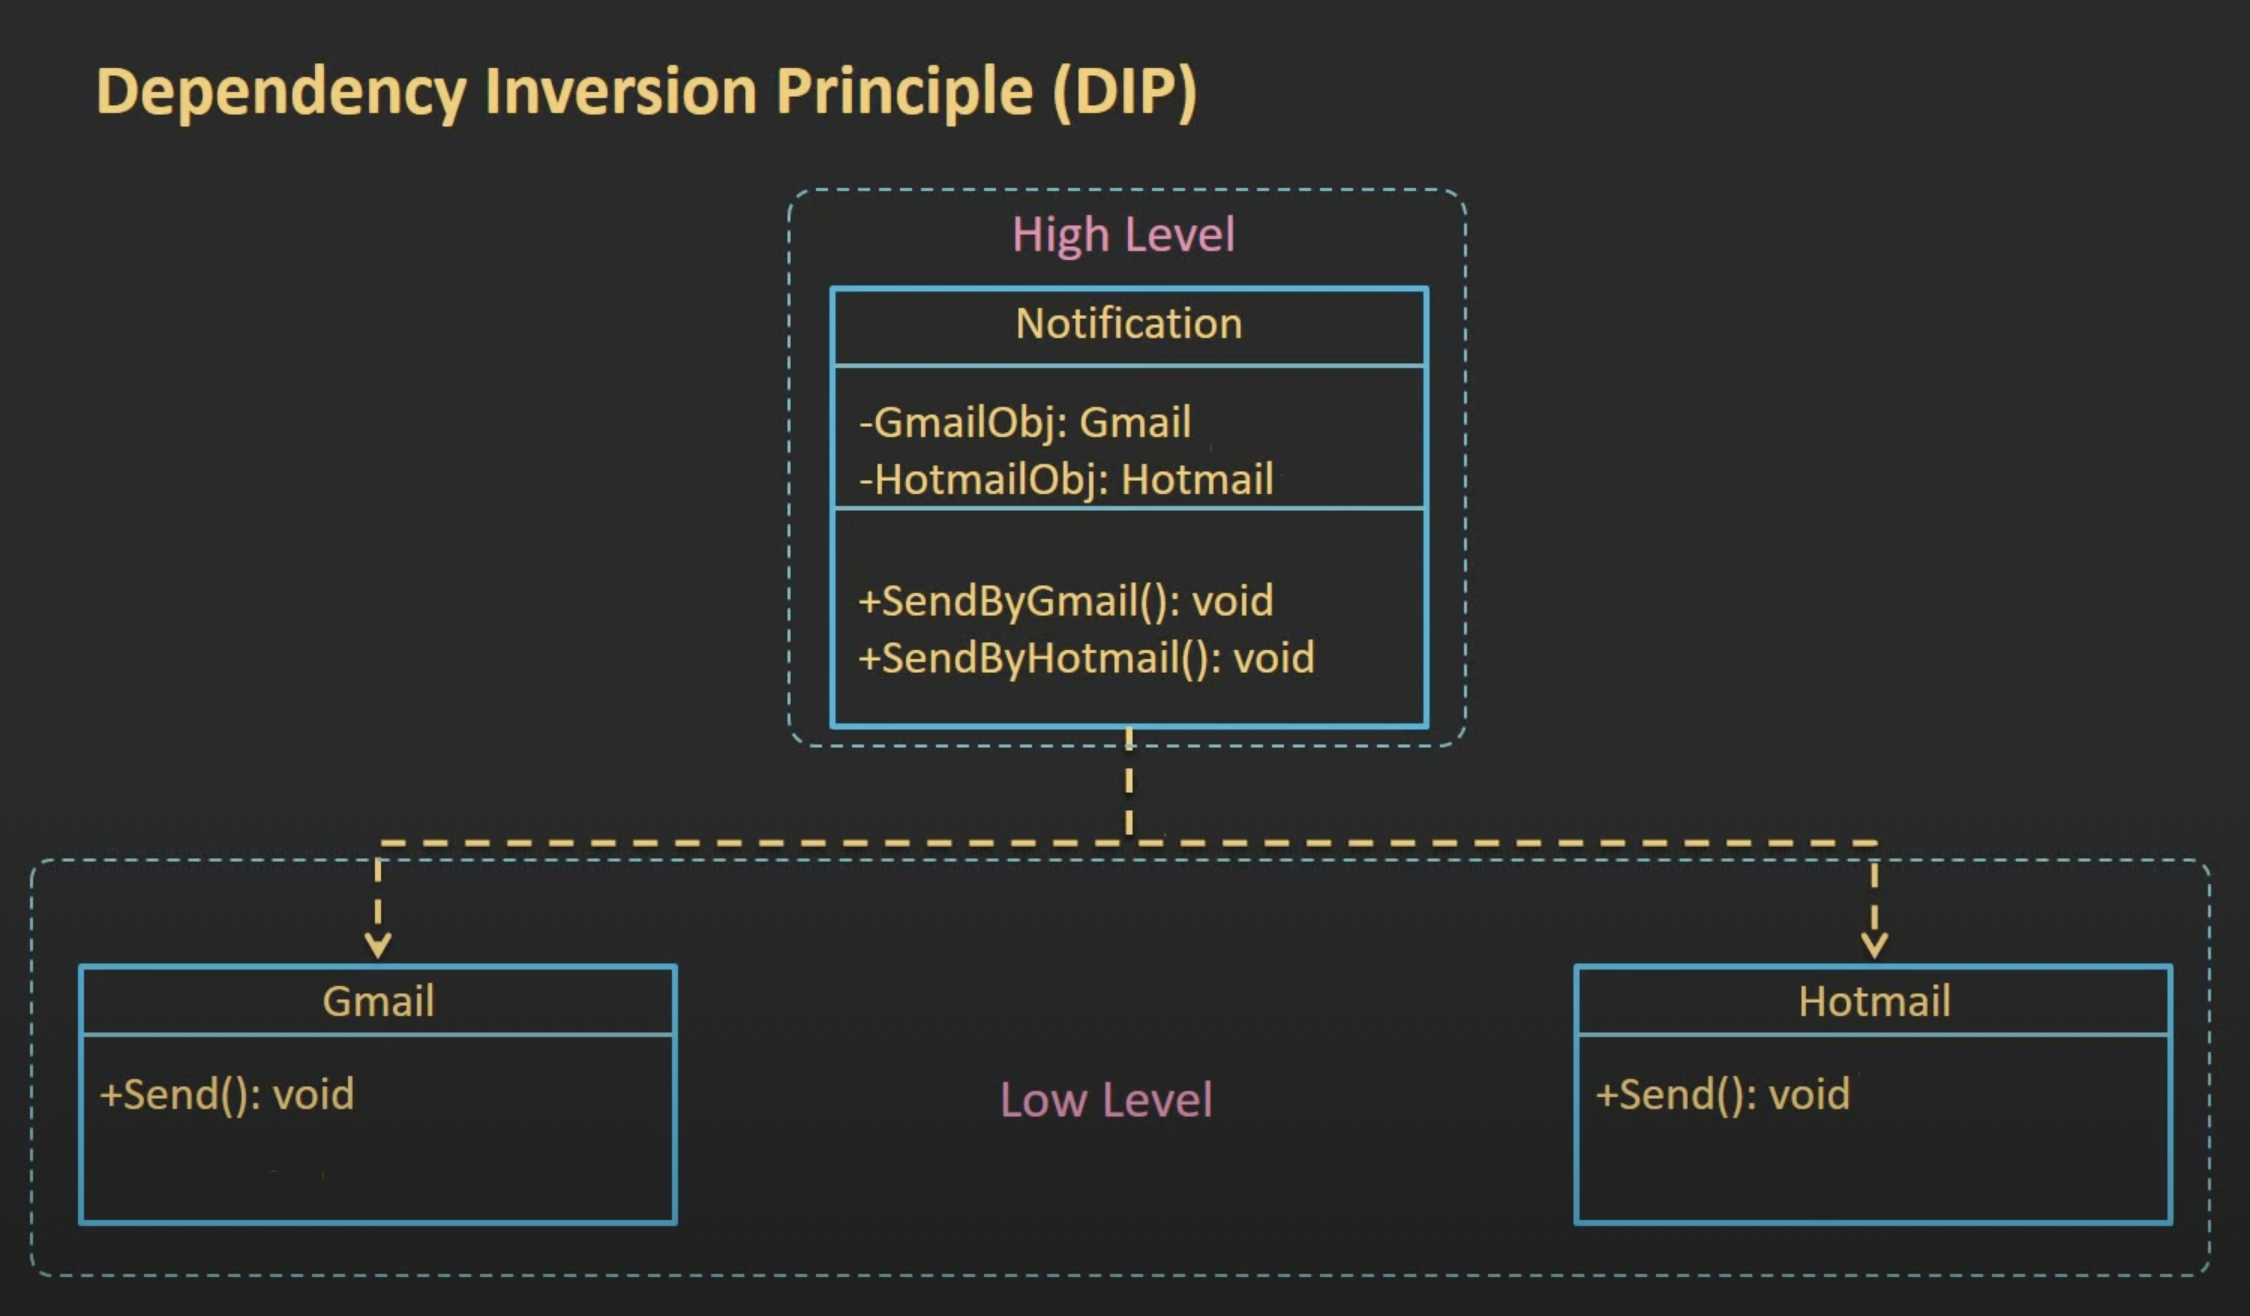 Dependency Inversion Principle (DIP)
High Level
Notification
-GmailObj: Gmail
-HotmailObj: Hotmail
+SendByGmail(): void
+SendByHotmail(): void
Gmail
+Send(): void
Low Level
Hotmail
+Send(): void